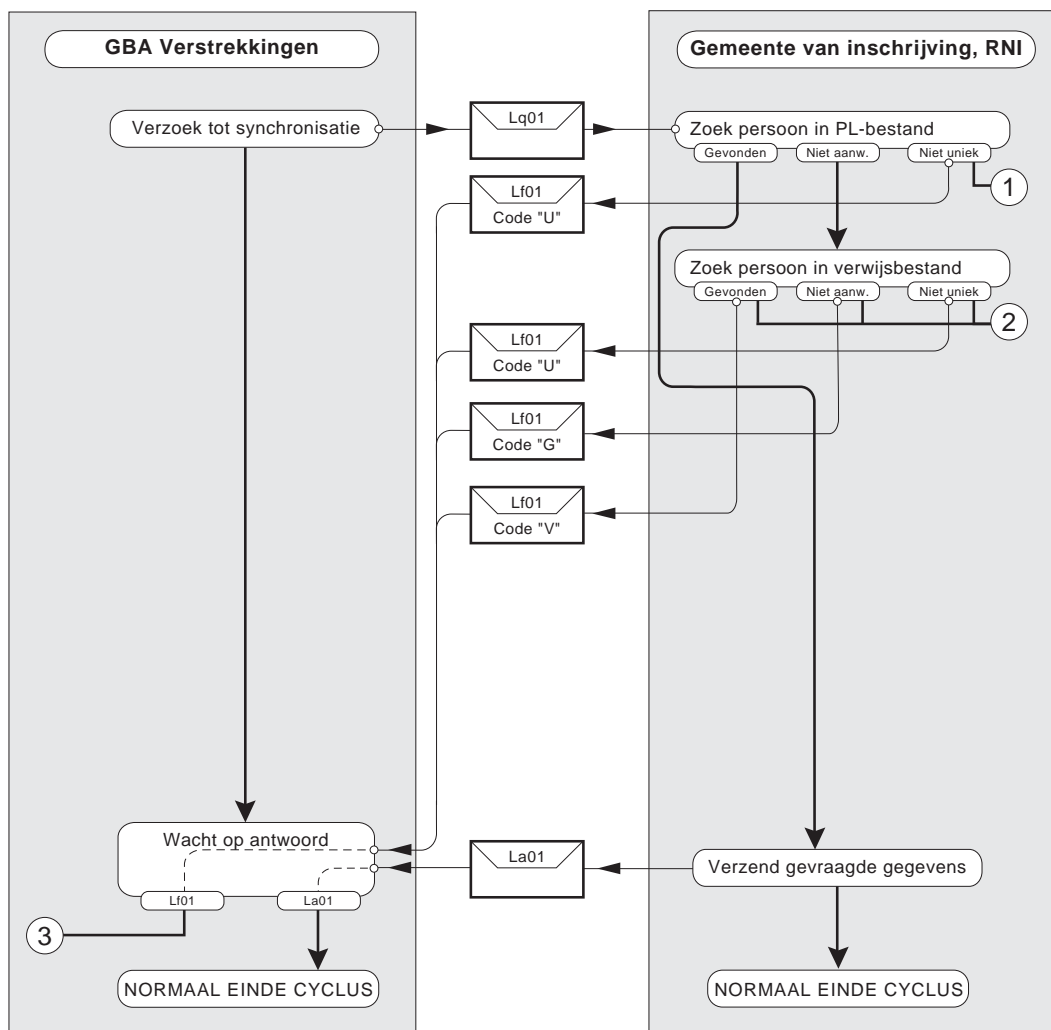 GBA Verstrekkingen
Gemeente van inschrijving, RNI
Verzoek tot synchronisatie
Lq01
Zoek persoon in PL-bestand
Gevonden
Niet aanw.
Niet uniek
1
Lf01
Code "U"
Zoek persoon in verwijsbestand
Gevonden
Niet aanw.
Niet uniek
2
Lf01
Code "U"
Lf01
Code "G"
Lf01
Code "V"
Wacht op antwoord
Lf01
La01
3
La01
Verzend gevraagde gegevens
NORMAAL EINDE CYCLUS
NORMAAL EINDE CYCLUS